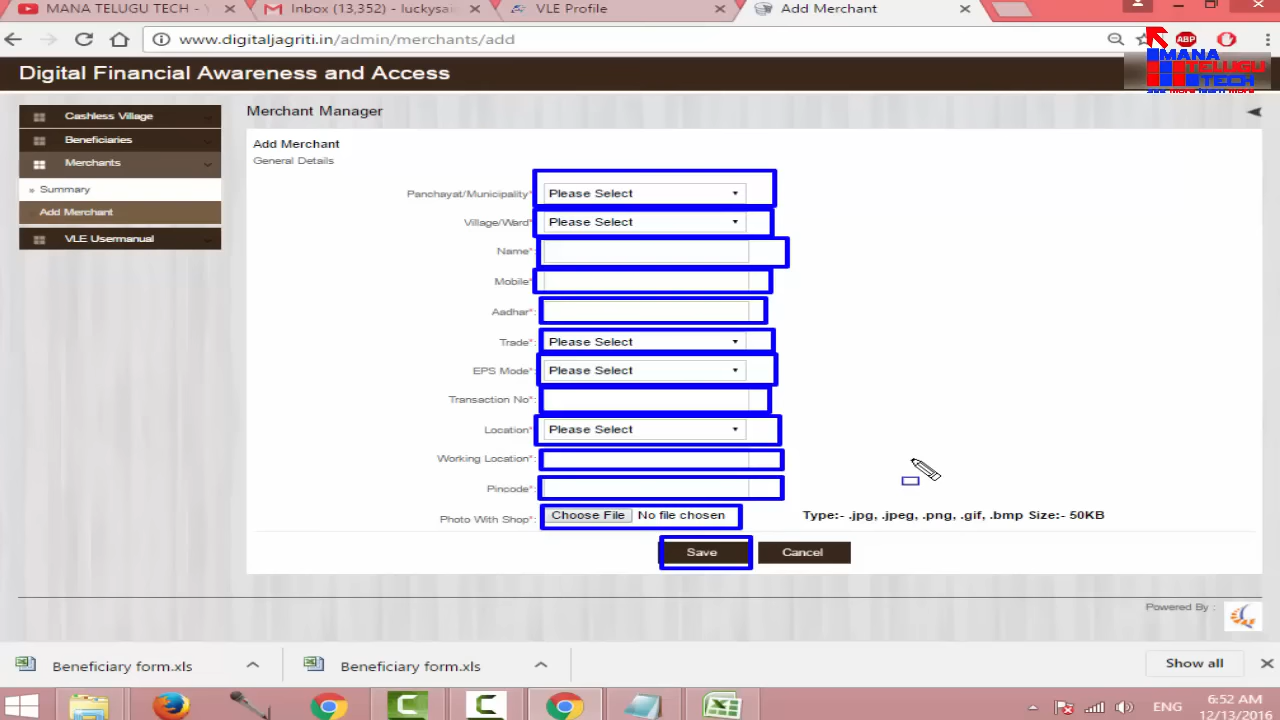 MANA TELUGU TECH -
Inbox (13,352) - luckysai
VLE Profile
Add Merchant
www.digitaljagriti.in/admin/merchants/add
ABP
MANA
TELUGU
TECH
Digital Financial Awareness and Access
Cashless Village
Beneficiaries
Merchants
» Summary
Add Merchant
VLE Usermanual
Merchant Manager
Add Merchant
General Details
Panchayat/Municipality*: Please Select
Village/Ward*: Please Select
Name*:
Mobile*:
Aadhar*:
Trade*: Please Select
EPS Mode*: Please Select
Transaction No*:
Location*: Please Select
Working Location*:
Pincode*:
Photo With Shop*: Choose File No file chosen Type:- .jpg, .jpeg, .png, .gif, .bmp Size:- 50KB
Save Cancel
Powered By :
Beneficiary form.xls
Beneficiary form.xls
Show all
ENG
6:52 AM
12/13/2016